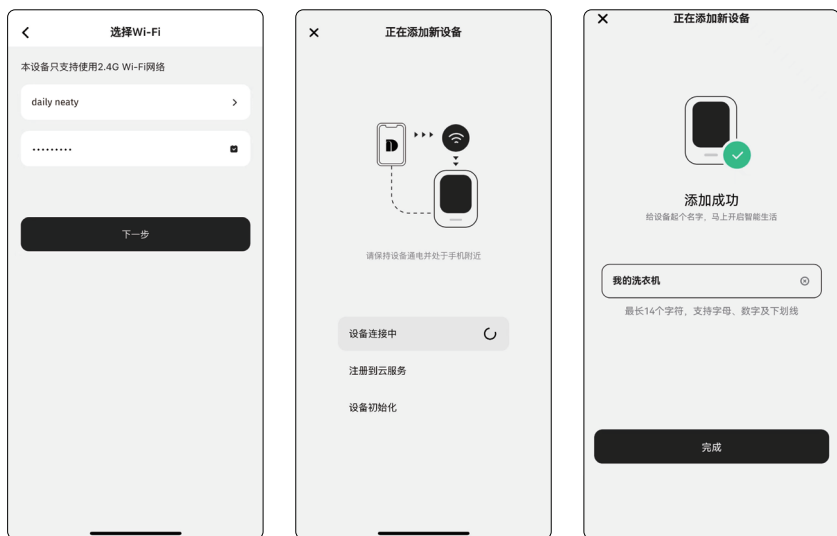 选择Wi-Fi
本设备只支持使用2.4G Wi-Fi网络
daily neaty
.........
下一步
正在添加新设备
请保持设备通电并处于手机附近
设备连接中
注册到云服务
设备初始化
正在添加新设备
添加成功
给设备起个名字，马上开启智能生活
我的洗衣机
最长14个字符，支持字母、数字及下划线
完成